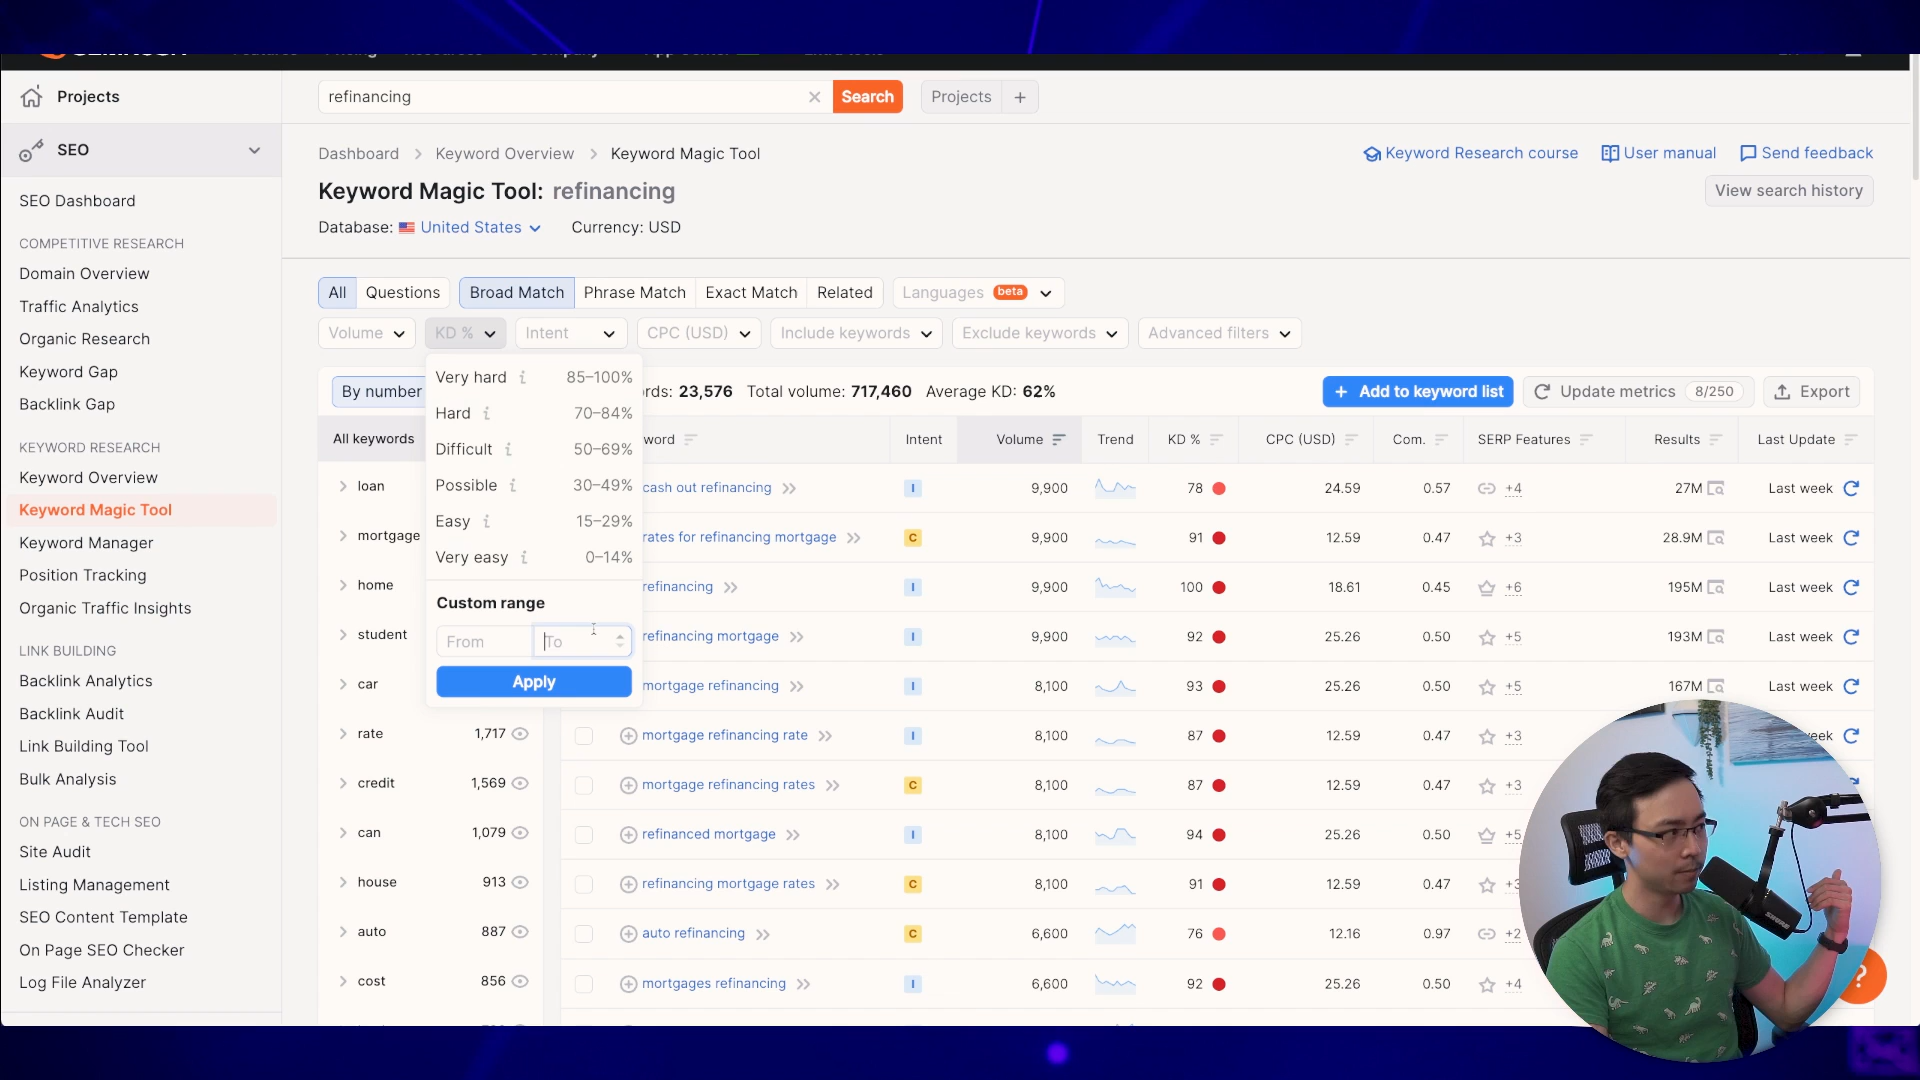 Projects
refinancing
Search
Projects
SEO
Dashboard
Keyword Overview
Keyword Magic Tool
Keyword Research course
User manual
Send feedback
Keyword Magic Tool: refinancing
View search history
Database: United States
Currency: USD
SEO Dashboard
COMPETITIVE RESEARCH
Domain Overview
Traffic Analytics
Organic Research
Keyword Gap
Backlink Gap
KEYWORD RESEARCH
Keyword Overview
Keyword Magic Tool
Keyword Manager
Position Tracking
Organic Traffic Insights
LINK BUILDING
Backlink Analytics
Backlink Audit
Link Building Tool
Bulk Analysis
ON PAGE & TECH SEO
Site Audit
Listing Management
SEO Content Template
On Page SEO Checker
Log File Analyzer
All Questions Broad Match Phrase Match Exact Match Related Languages beta
Volume KD % Intent CPC (USD) Include keywords Exclude keywords Advanced filters
Very hard 85–100%
Hard 70–84%
Difficult 50–69%
Possible 30–49%
Easy 15–29%
Very easy 0–14%
Custom range
From To
Apply
By number rds: 23,576 Total volume: 717,460 Average KD: 62%
+ Add to keyword list Update metrics 8/250 Export
All keywords
loan
mortgage
home
student
car
rate 1,717
credit 1,569
can 1,079
house 913
auto 887
cost 856
word Intent Volume Trend KD % CPC (USD) Com. SERP Features Results Last Update
cash out refinancing I 9,900 78 24.59 0.57 +4 27M Last week
rates for refinancing mortgage C 9,900 91 12.59 0.47 +3 28.9M Last week
refinancing I 9,900 100 18.61 0.45 +6 195M Last week
refinancing mortgage I 9,900 92 25.26 0.50 +5 193M Last week
mortgage refinancing I 8,100 93 25.26 0.50 +5 167M Last week
mortgage refinancing rate I 8,100 87 12.59 0.47 +3 eek
mortgage refinancing rates C 8,100 87 12.59 0.47 +3
refinanced mortgage I 8,100 94 25.26 0.50 +5
refinancing mortgage rates C 8,100 91 12.59 0.47 +3
auto refinancing C 6,600 76 12.16 0.97 +2
mortgages refinancing I 6,600 92 25.26 0.50 +4
SHURE
?